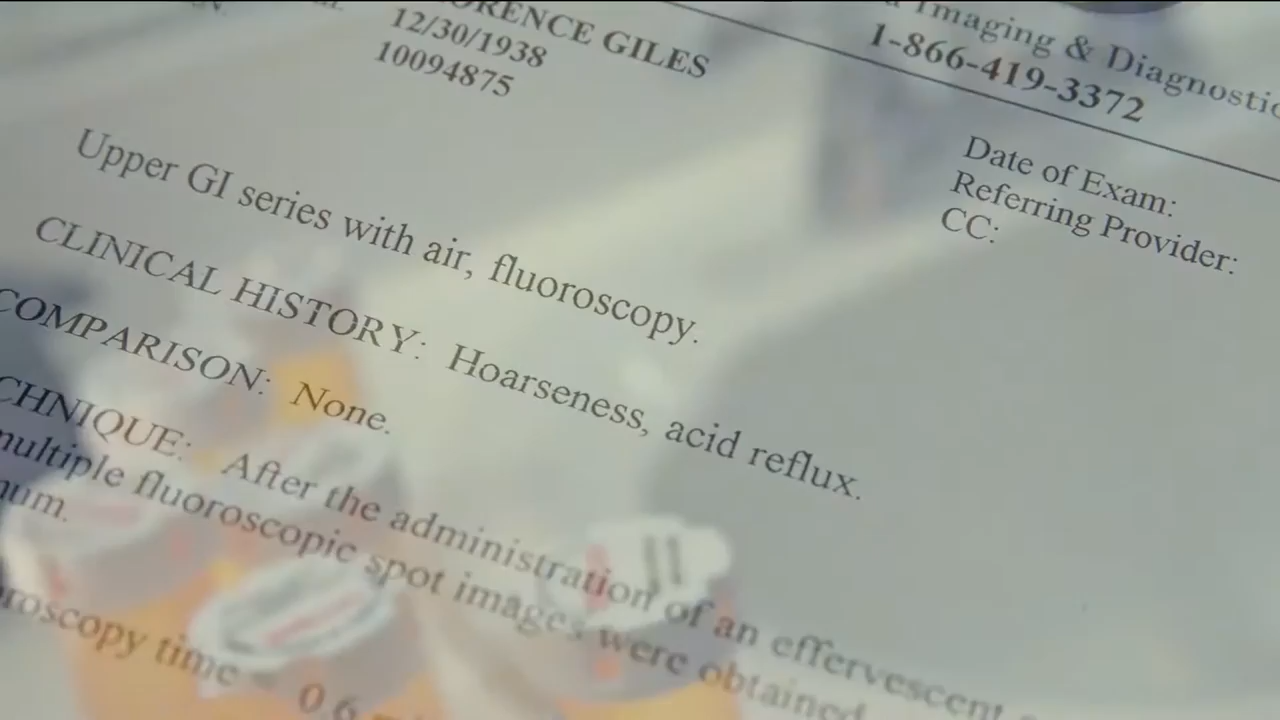 RENCE GILES
12/30/1938
10094875
Imaging & Diagnostic
1-866-419-3372
Date of Exam:
Referring Provider:
CC:
Upper GI series with air, fluoroscopy.
CLINICAL HISTORY: Hoarseness, acid reflux.
COMPARISON: None.
CHNIQUE: After the administration of an effervescent
multiple fluoroscopic spot images were obtained
num.
roscopy time = 0.6